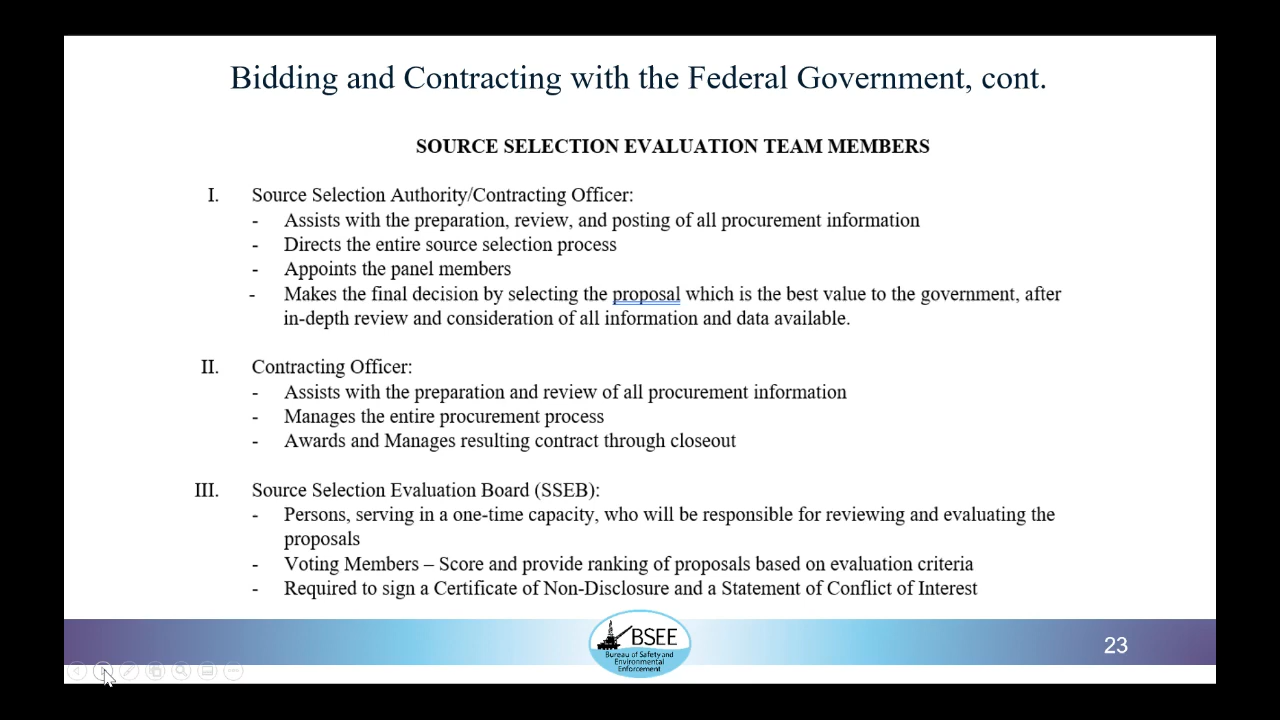 Bidding and Contracting with the Federal Government, cont.
SOURCE SELECTION EVALUATION TEAM MEMBERS
I. Source Selection Authority/Contracting Officer:
- Assists with the preparation, review, and posting of all procurement information
- Directs the entire source selection process
- Appoints the panel members
- Makes the final decision by selecting the proposal which is the best value to the government, after
in-depth review and consideration of all information and data available.
II. Contracting Officer:
- Assists with the preparation and review of all procurement information
- Manages the entire procurement process
- Awards and Manages resulting contract through closeout
III. Source Selection Evaluation Board (SSEB):
- Persons, serving in a one-time capacity, who will be responsible for reviewing and evaluating the
proposals
- Voting Members – Score and provide ranking of proposals based on evaluation criteria
- Required to sign a Certificate of Non-Disclosure and a Statement of Conflict of Interest
BSEE
Bureau of Safety and
Environmental
Enforcement
23